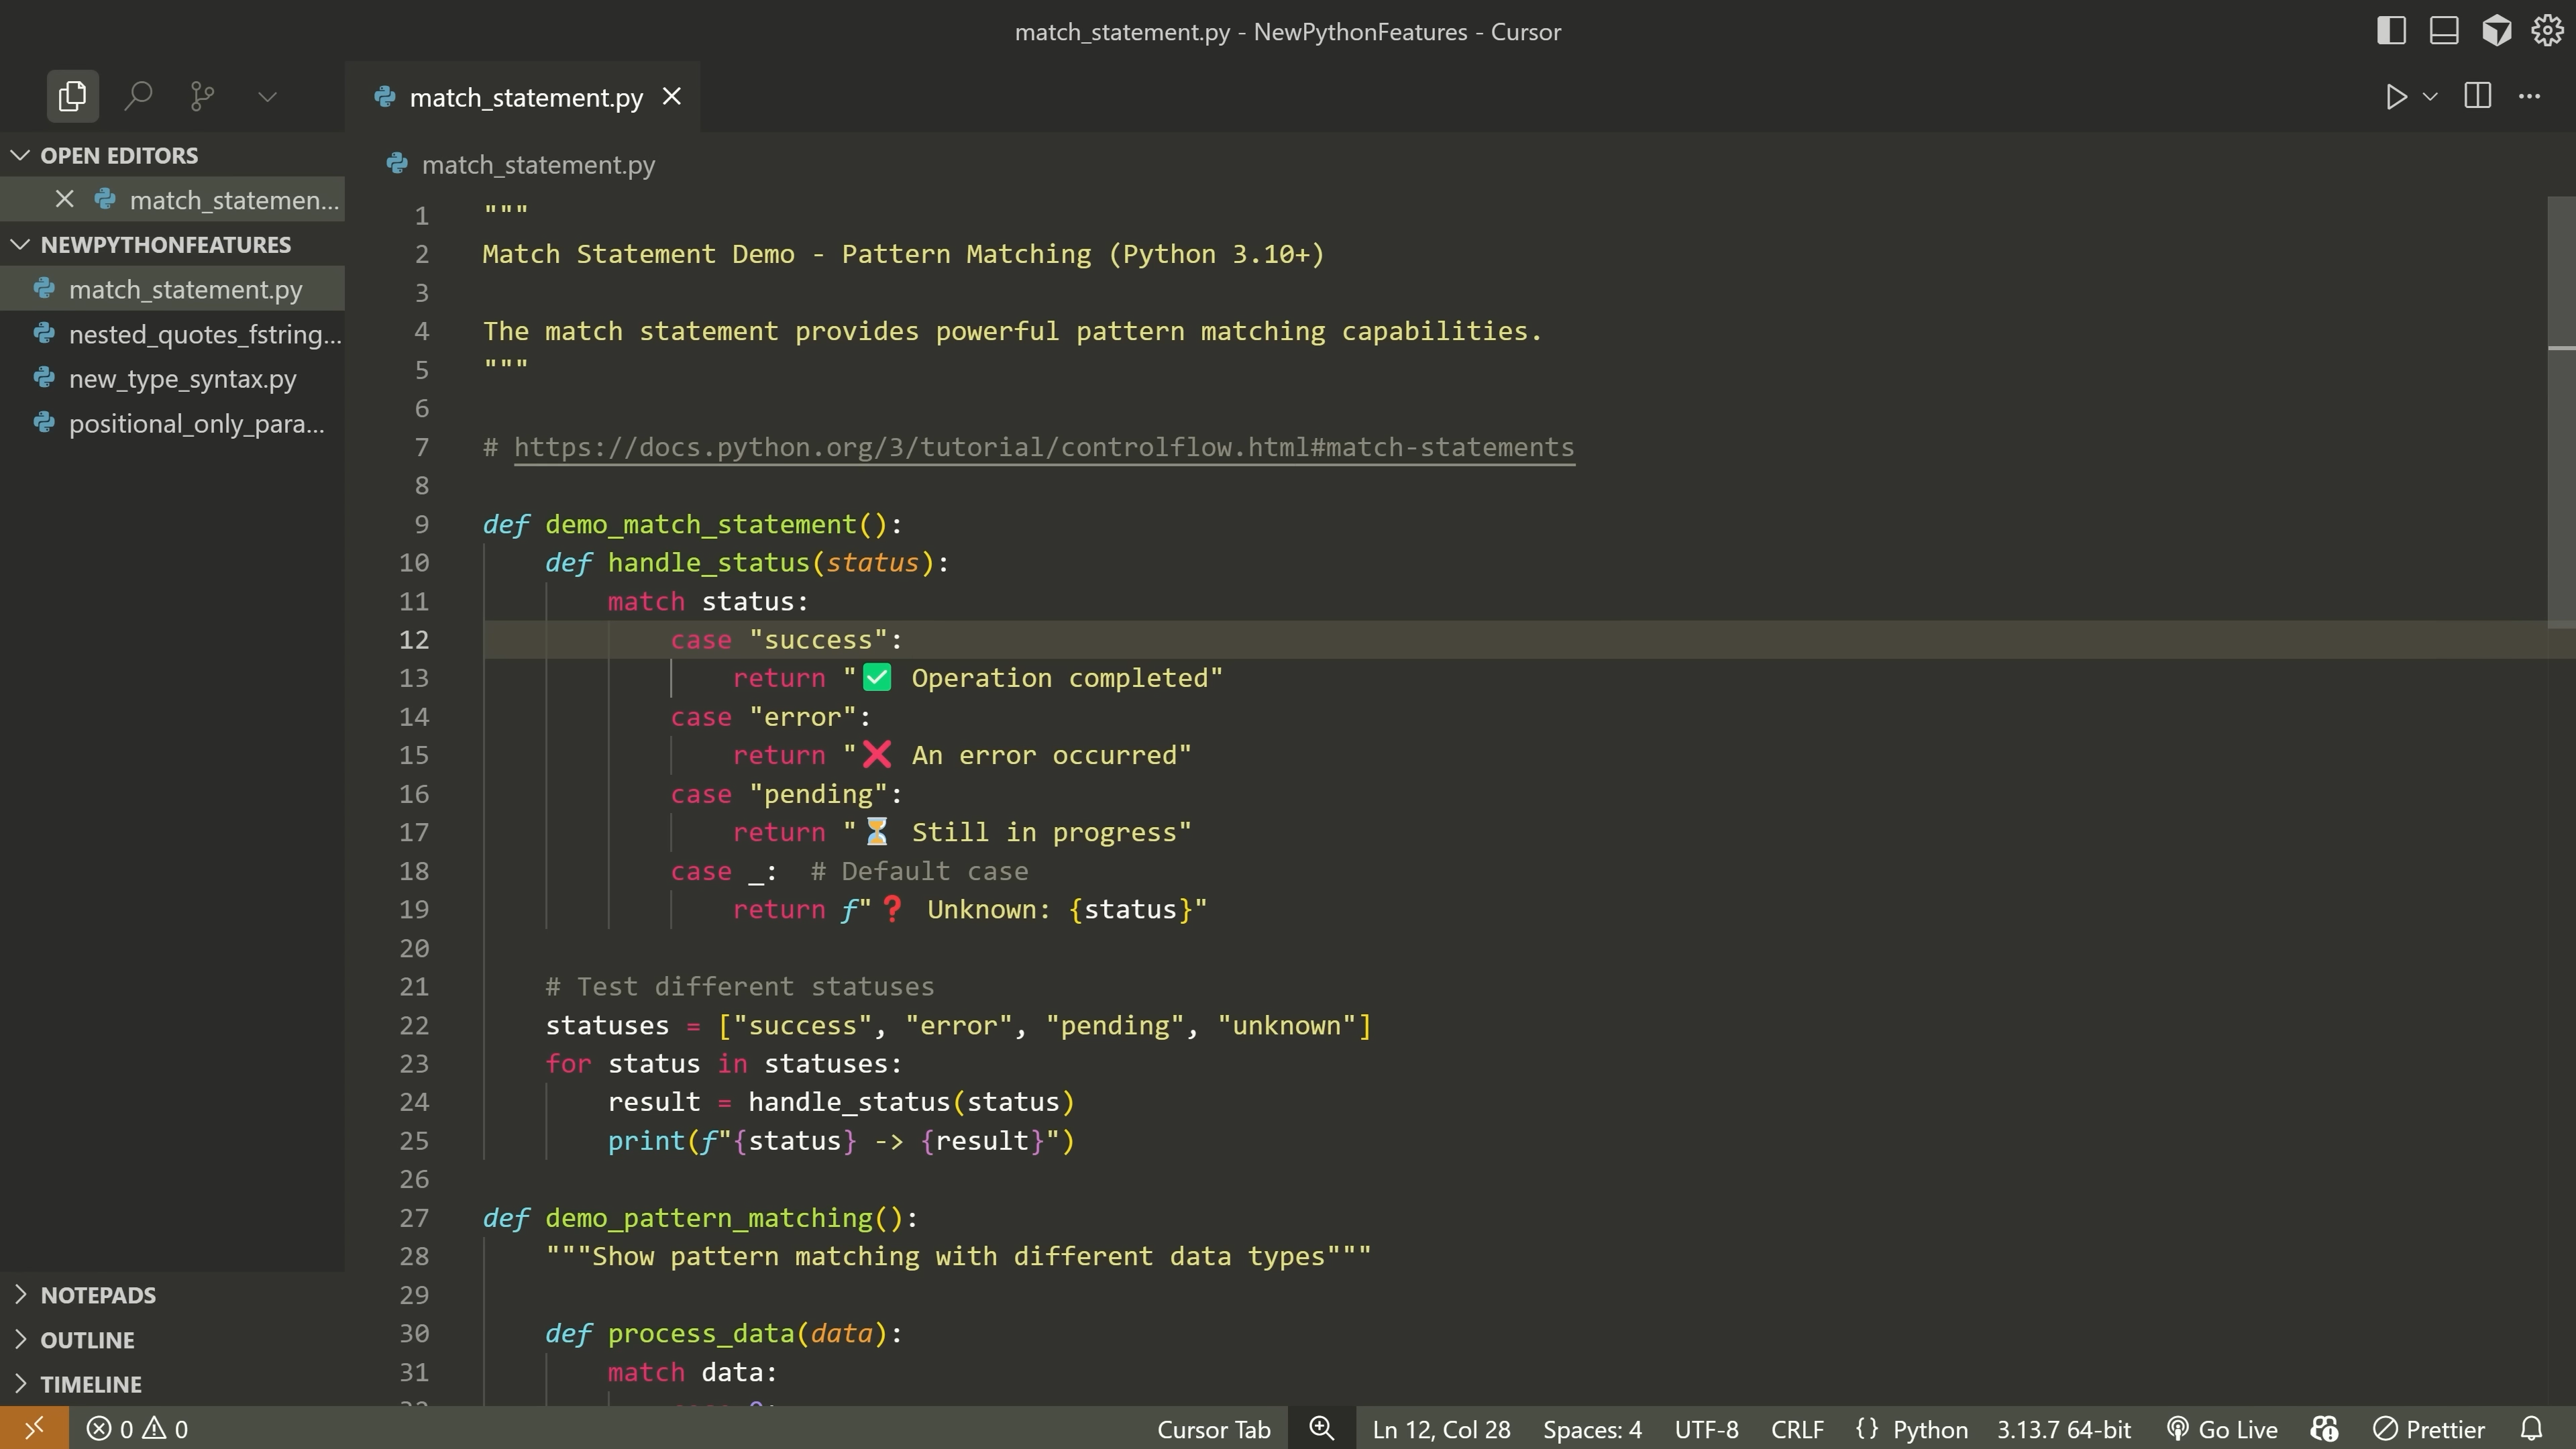 match_statement.py - NewPythonFeatures - Cursor
match_statement.py
OPEN EDITORS
match_statemen...
NEWPYTHONFEATURES
match_statement.py
nested_quotes_fstring...
new_type_syntax.py
positional_only_para...
NOTEPADS
OUTLINE
TIMELINE
match_statement.py
1 """
2 Match Statement Demo - Pattern Matching (Python 3.10+)
3
4 The match statement provides powerful pattern matching capabilities.
5 """
6
7 # https://docs.python.org/3/tutorial/controlflow.html#match-statements
8
9 def demo_match_statement():
10     def handle_status(status):
11         match status:
12             case "success":
13                 return "✅ Operation completed"
14             case "error":
15                 return "❌ An error occurred"
16             case "pending":
17                 return "⏳ Still in progress"
18             case _:  # Default case
19                 return f"❓ Unknown: {status}"
20
21     # Test different statuses
22     statuses = ["success", "error", "pending", "unknown"]
23     for status in statuses:
24         result = handle_status(status)
25         print(f"{status} -> {result}")
26
27 def demo_pattern_matching():
28     """Show pattern matching with different data types"""
29
30     def process_data(data):
31         match data:
0 0 Cursor Tab Ln 12, Col 28 Spaces: 4 UTF-8 CRLF {} Python 3.13.7 64-bit Go Live Prettier